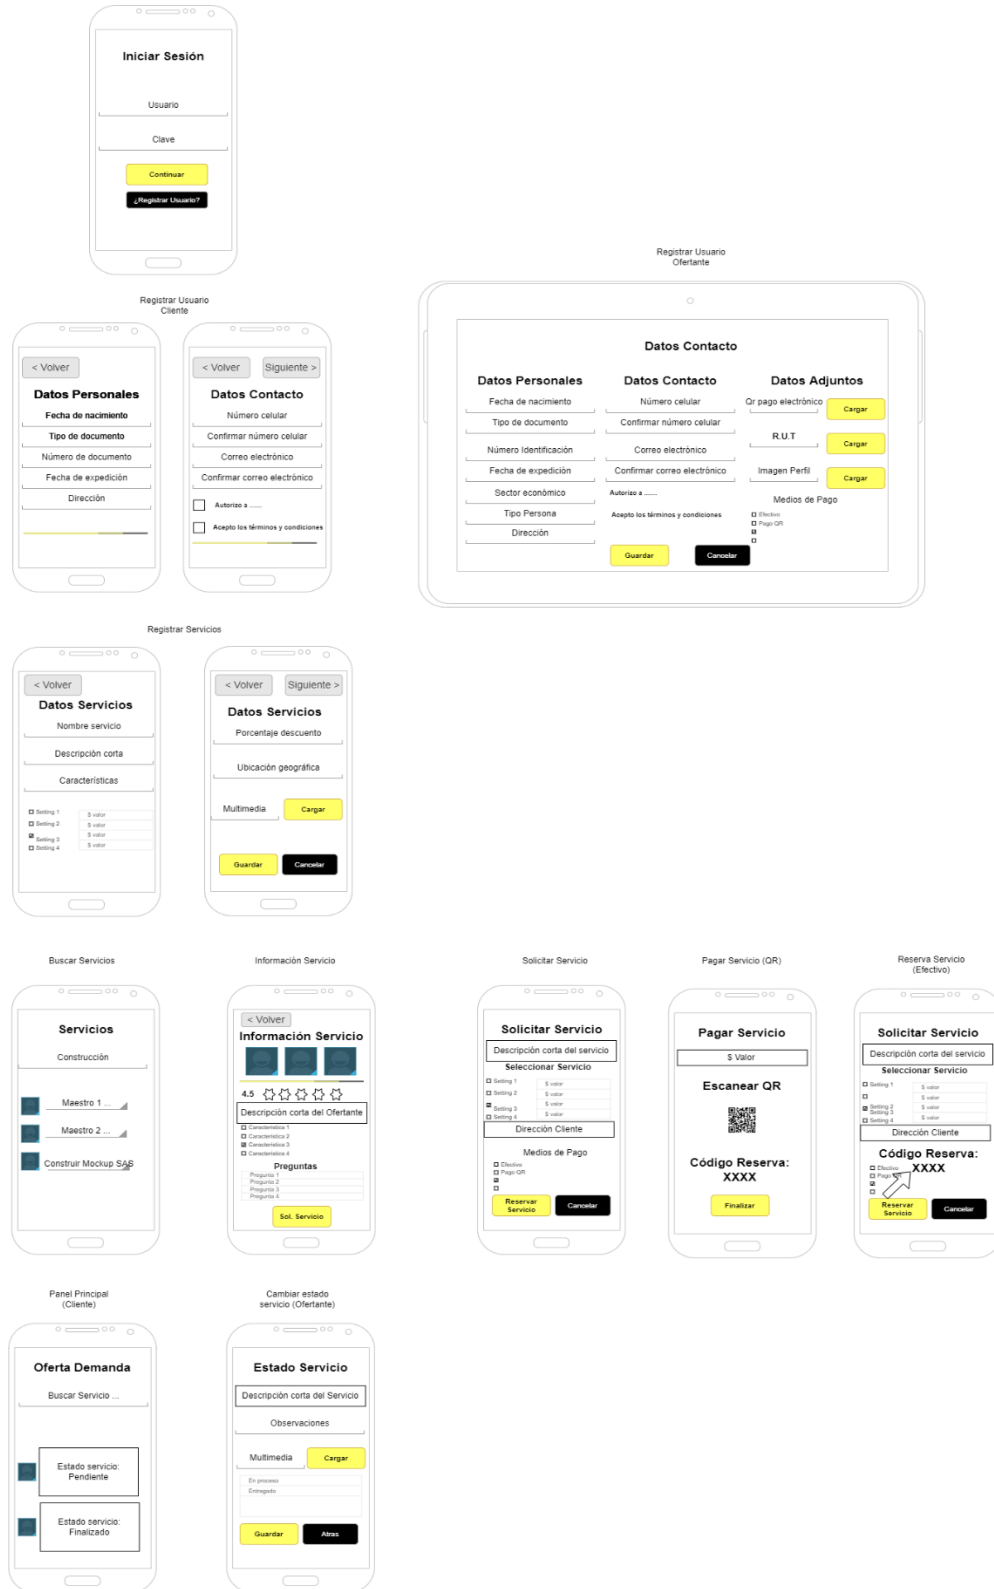 Iniciar Sesión
Usuario
Clave
Continuar
¿Registrar Usuario?
Registrar Usuario
Cliente
< Volver
Datos Personales
Fecha de nacimiento
Tipo de documento
Número de documento
Fecha de expedición
Dirección
< Volver
Siguiente >
Datos Contacto
Número celular
Confirmar número celular
Correo electrónico
Confirmar correo electrónico
Autorizo a .......
Acepto los términos y condiciones
Registrar Usuario
Ofertante
Datos Contacto
Datos Personales
Fecha de nacimiento
Tipo de documento
Número Identificación
Fecha de expedición
Sector económico
Tipo Persona
Dirección
Datos Contacto
Número celular
Confirmar número celular
Correo electrónico
Confirmar correo electrónico
Autorizo a .......
Acepto los términos y condiciones
Guardar
Cancelar
Datos Adjuntos
Qr pago electrónico
Cargar
R.U.T
Cargar
Imagen Perfil
Cargar
Medios de Pago
Efectivo
Pago QR
Registrar Servicios
< Volver
Datos Servicios
Nombre servicio
Descripción corta
Características
Setting 1
$ valor
Setting 2
$ valor
Setting 3
$ valor
Setting 4
$ valor
< Volver
Siguiente >
Datos Servicios
Porcentaje descuento
Ubicación geográfica
Multimedia
Cargar
Guardar
Cancelar
Buscar Servicios
Servicios
Construcción
Maestro 1 ...
Maestro 2 ...
Construir Mockup SAS
Información Servicio
< Volver
Información Servicio
4.5
Descripción corta del Ofertante
Característica 1
Característica 2
Característica 3
Característica 4
Preguntas
Pregunta 1
Pregunta 2
Pregunta 3
Pregunta 4
Sol. Servicio
Solicitar Servicio
Solicitar Servicio
Descripción corta del servicio
Seleccionar Servicio
Setting 1
$ valor
Setting 2
$ valor
Setting 3
$ valor
Setting 4
$ valor
Dirección Cliente
Medios de Pago
Efectivo
Pago QR
Reservar
Servicio
Cancelar
Pagar Servicio (QR)
Pagar Servicio
$ Valor
Escanear QR
Código Reserva:
XXXX
Finalizar
Reserva Servicio
(Efectivo)
Solicitar Servicio
Descripción corta del servicio
Seleccionar Servicio
Setting 1
$ valor
$ valor
Setting 2
$ valor
Setting 3
Setting 4
$ valor
Dirección Cliente
Código Reserva:
XXXX
Efectivo
Pago QR
Reservar
Servicio
Cancelar
Panel Principal
(Cliente)
Oferta Demanda
Buscar Servicio ...
Estado servicio:
Pendiente
Estado servicio:
Finalizado
Cambiar estado
servicio (Ofertante)
Estado Servicio
Descripción corta del Servicio
Observaciones
Multimedia
Cargar
En proceso
Entregado
Guardar
Atras